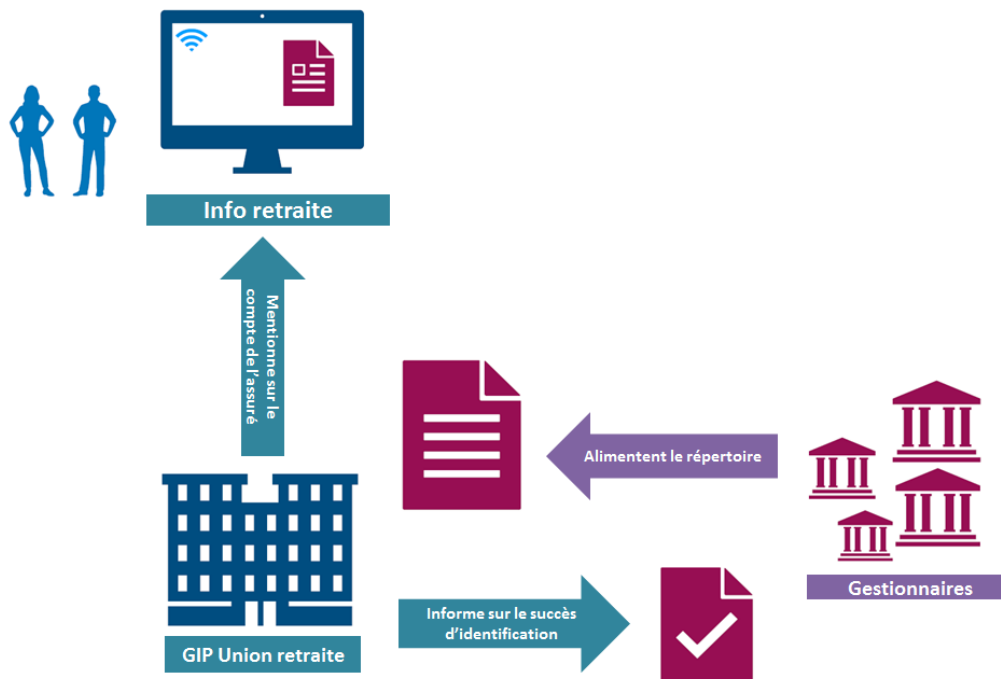 Info retraite
Mentionne sur le
compte de l'assuré
Alimentent le répertoire
Gestionnaires
Informe sur le succès
d'identification
GIP Union retraite